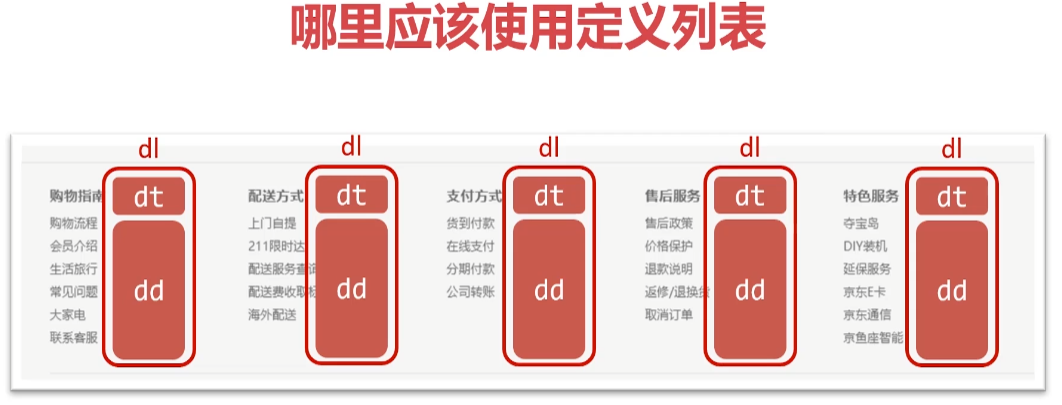 哪里应该使用定义列表
dl
dt
dd
购物指南
购物流程
会员介绍
生活旅行
常见问题
大家电
联系客服
dl
dt
dd
配送方式
上门自提
211限时达
配送服务查询
配送费收取
海外配送
dl
dt
dd
支付方式
货到付款
在线支付
分期付款
公司转账
dl
dt
dd
售后服务
售后政策
价格保护
退款说明
返修/退换货
取消订单
dl
dt
dd
特色服务
夺宝岛
DIY装机
延保服务
京东E卡
京东通信
京鱼座智能